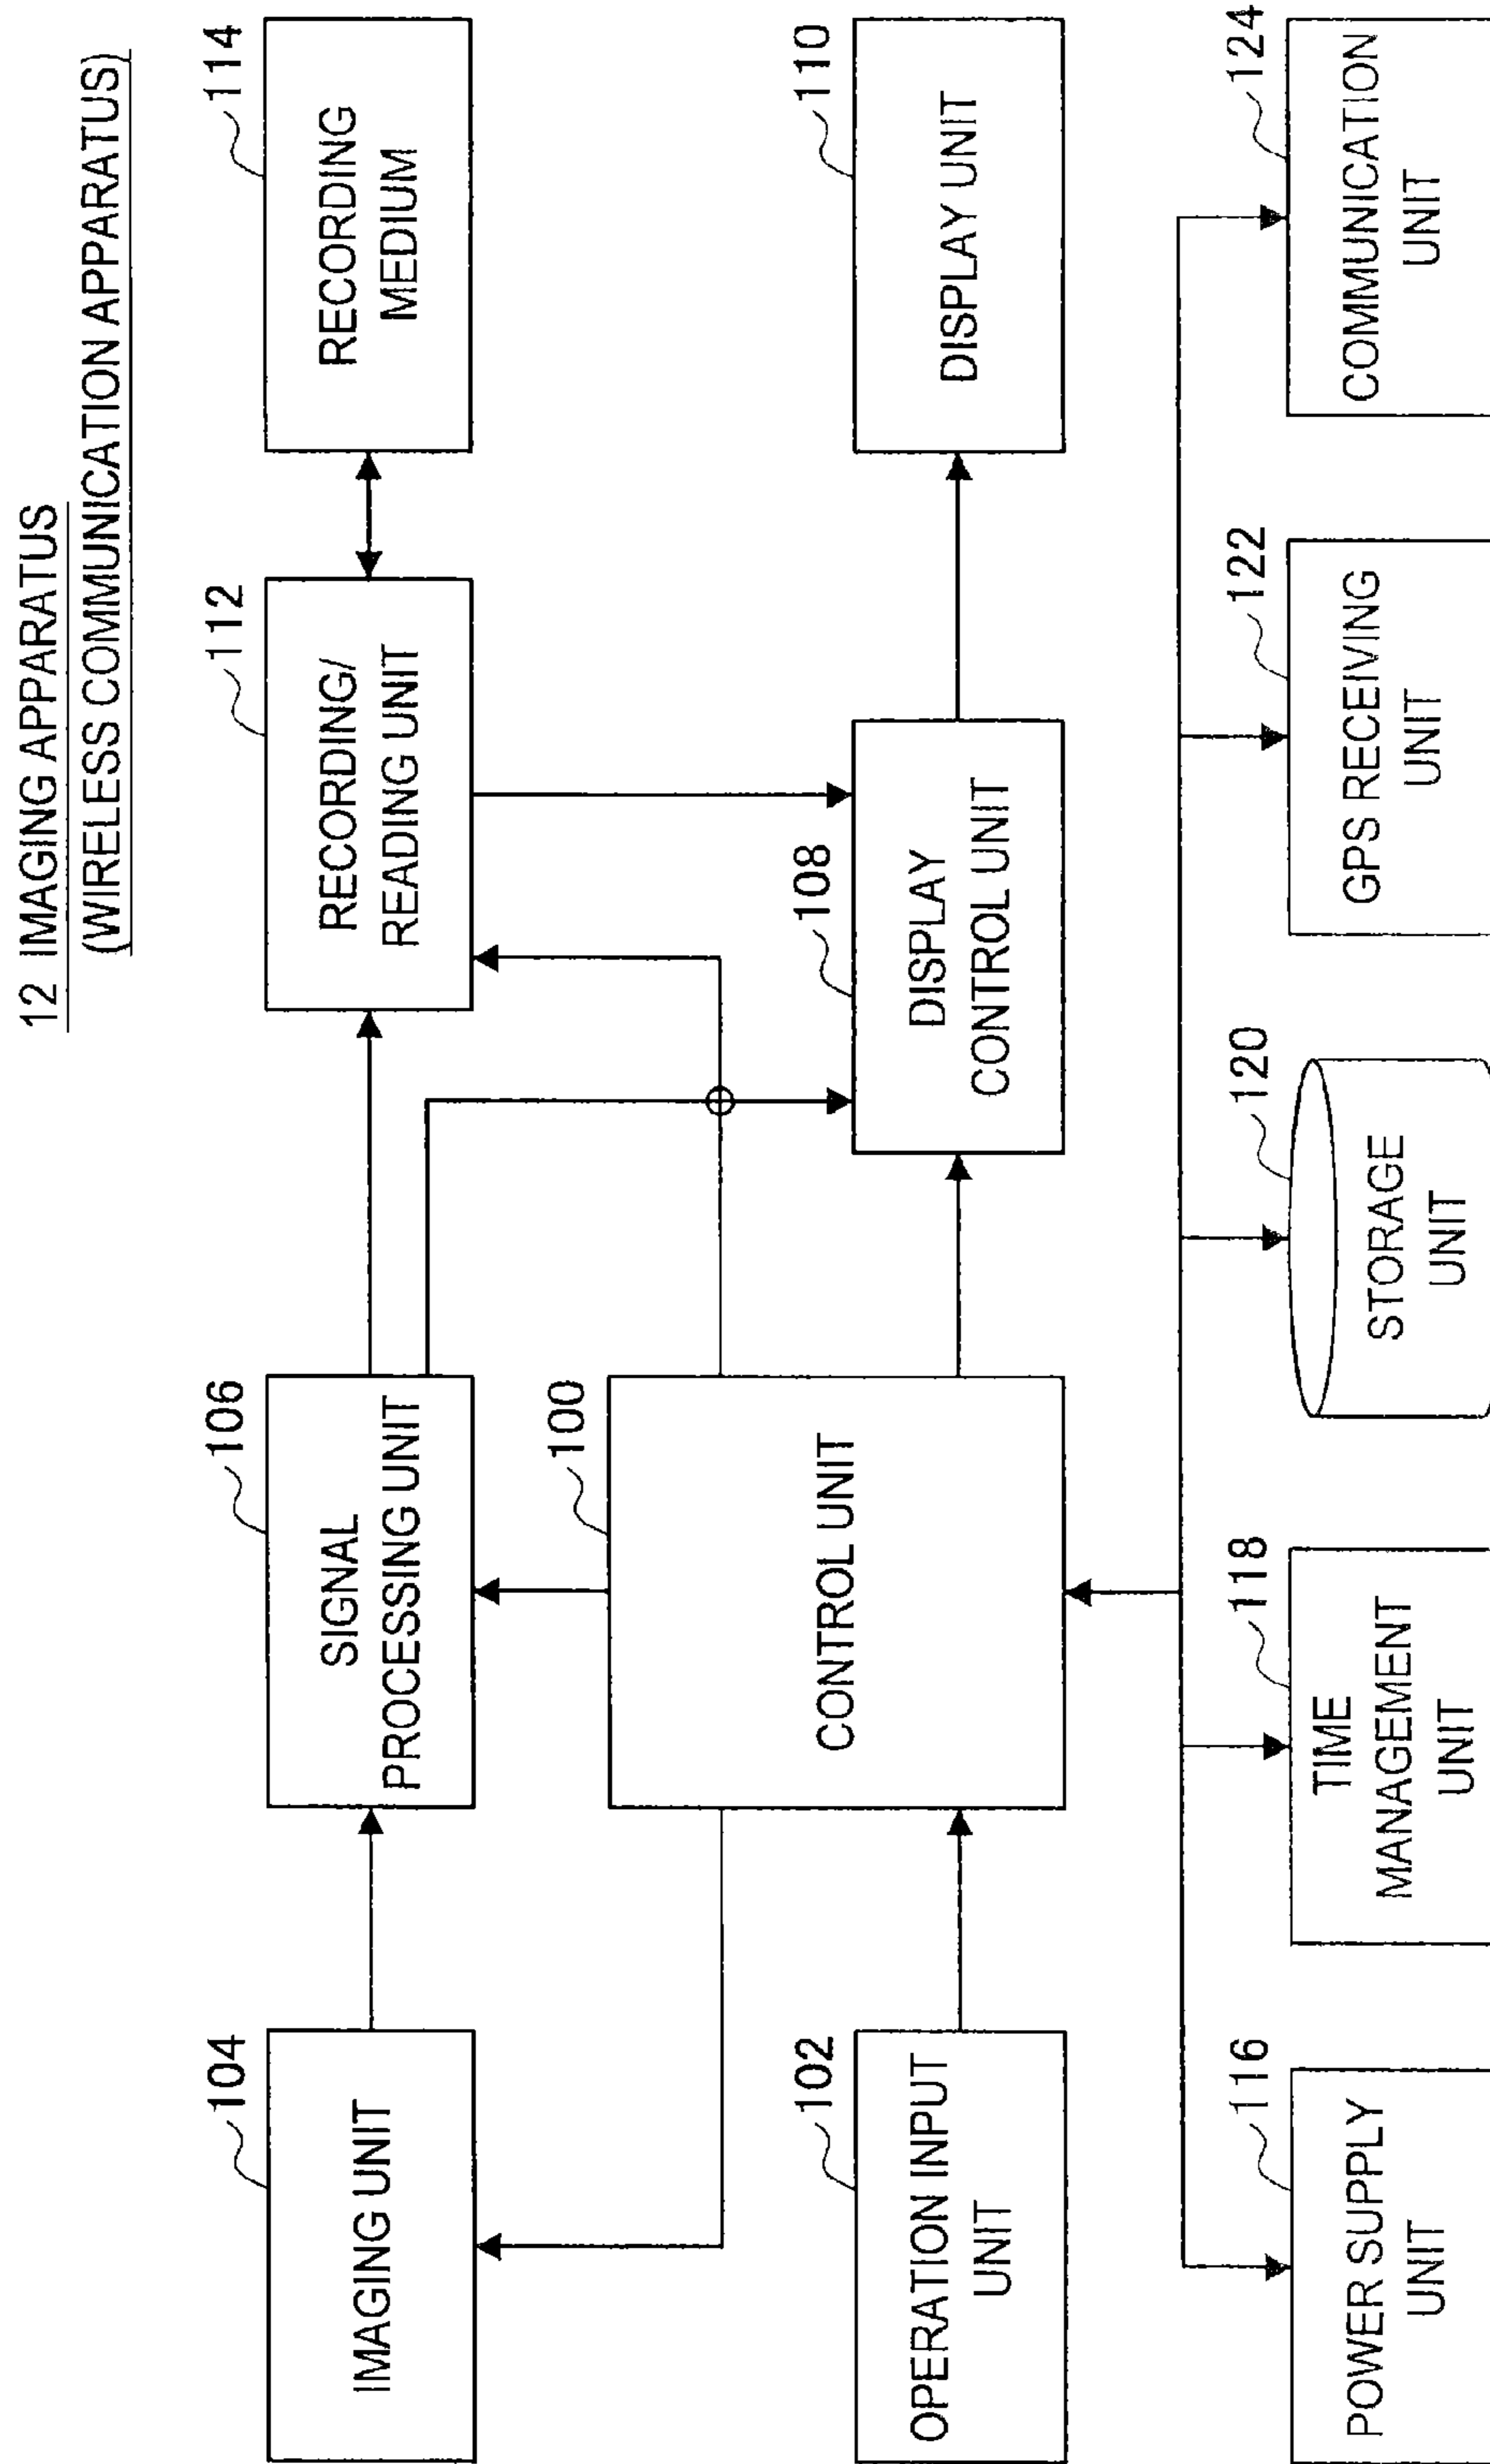 12 IMAGING APPARATUS
(WIRELESS COMMUNICATION APPARATUS)
104
IMAGING UNIT
106
SIGNAL
PROCESSING UNIT
112
RECORDING/
READING UNIT
114
RECORDING
MEDIUM
100
CONTROL UNIT
102
OPERATION INPUT
UNIT
108
DISPLAY
CONTROL UNIT
110
DISPLAY UNIT
116
POWER SUPPLY
UNIT
118
TIME
MANAGEMENT
UNIT
120
STORAGE
UNIT
122
GPS RECEIVING
UNIT
124
COMMUNICATION
UNIT